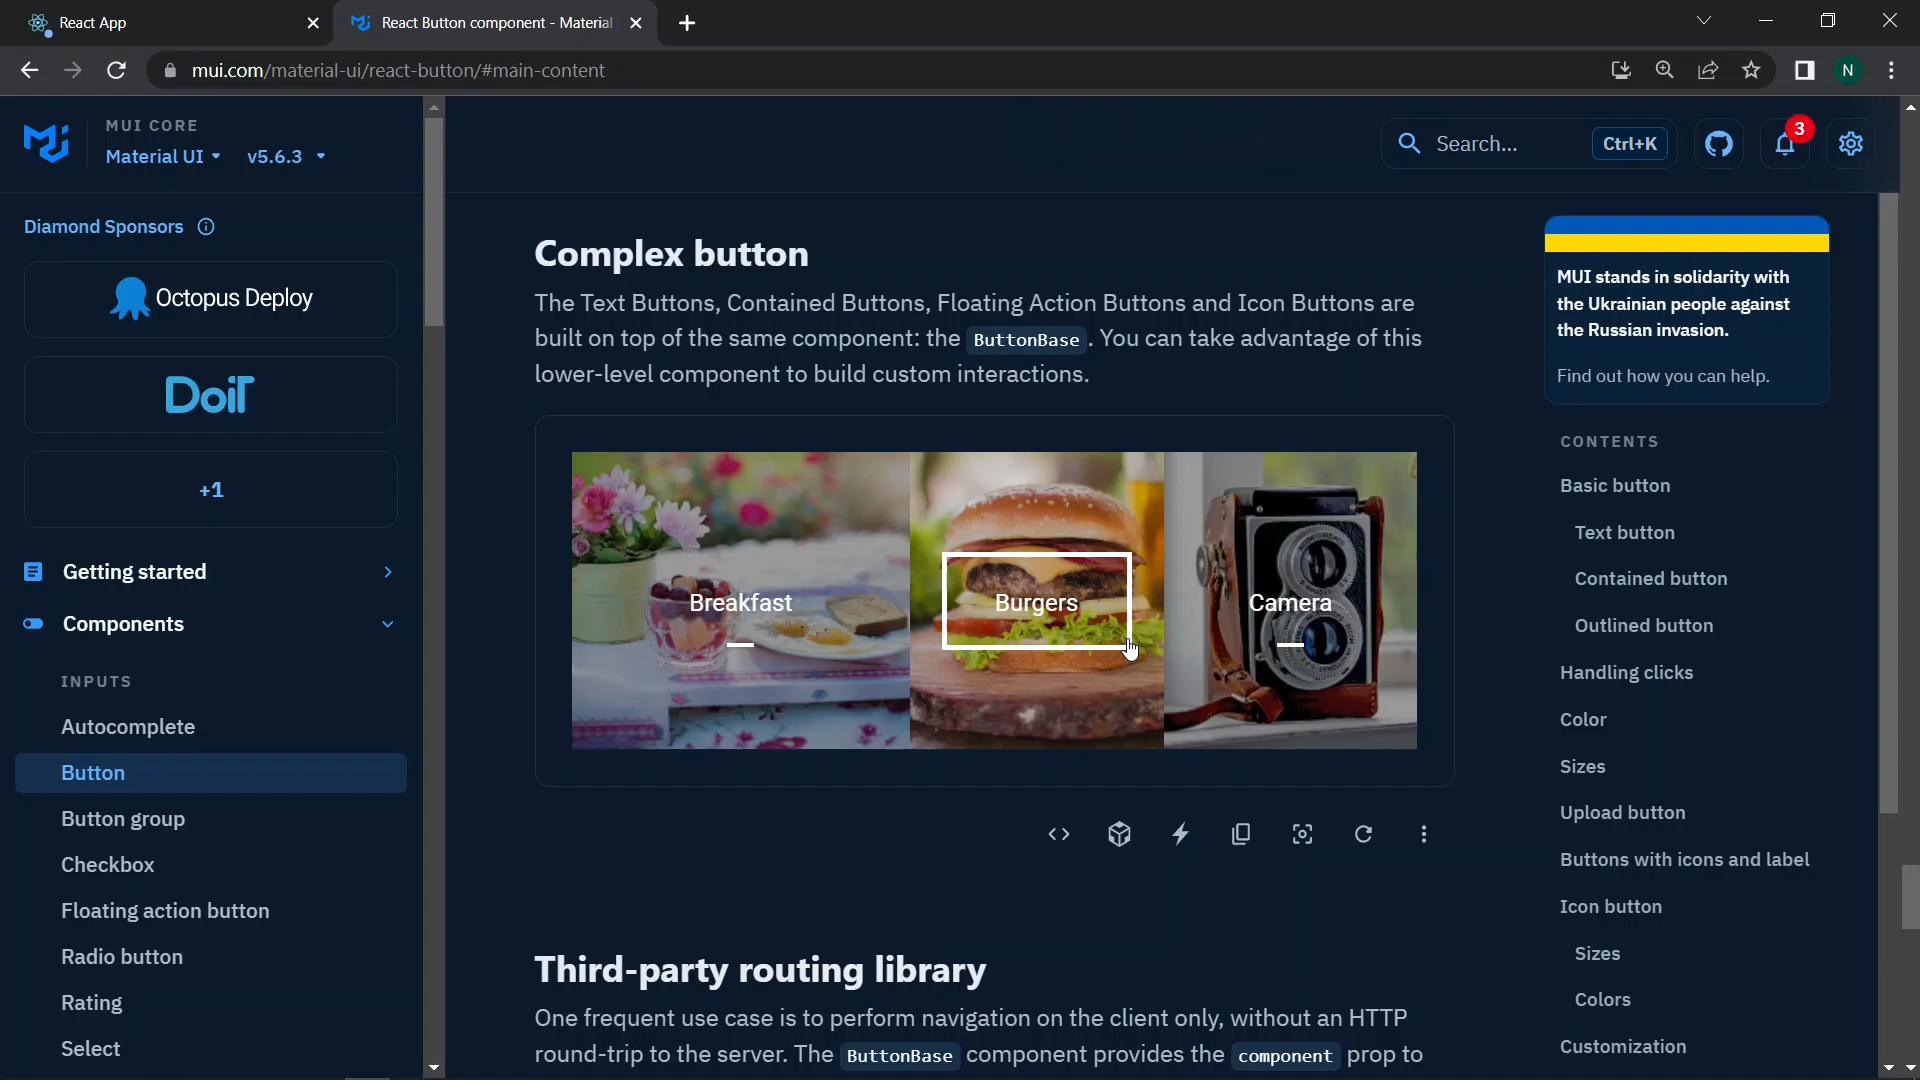 React App
React Button component - Material
mui.com/material-ui/react-button/#main-content
N
MUI CORE
Material UI v5.6.3
Search... Ctrl+K
3
Diamond Sponsors
Octopus Deploy
DoiT
+1
Getting started
Components
INPUTS
Autocomplete
Button
Button group
Checkbox
Floating action button
Radio button
Rating
Select
Complex button
The Text Buttons, Contained Buttons, Floating Action Buttons and Icon Buttons are
built on top of the same component: the ButtonBase. You can take advantage of this
lower-level component to build custom interactions.
Breakfast
Burgers
Camera
Third-party routing library
One frequent use case is to perform navigation on the client only, without an HTTP
round-trip to the server. The ButtonBase component provides the component prop to
MUI stands in solidarity with
the Ukrainian people against
the Russian invasion.
Find out how you can help.
CONTENTS
Basic button
Text button
Contained button
Outlined button
Handling clicks
Color
Sizes
Upload button
Buttons with icons and label
Icon button
Sizes
Colors
Customization